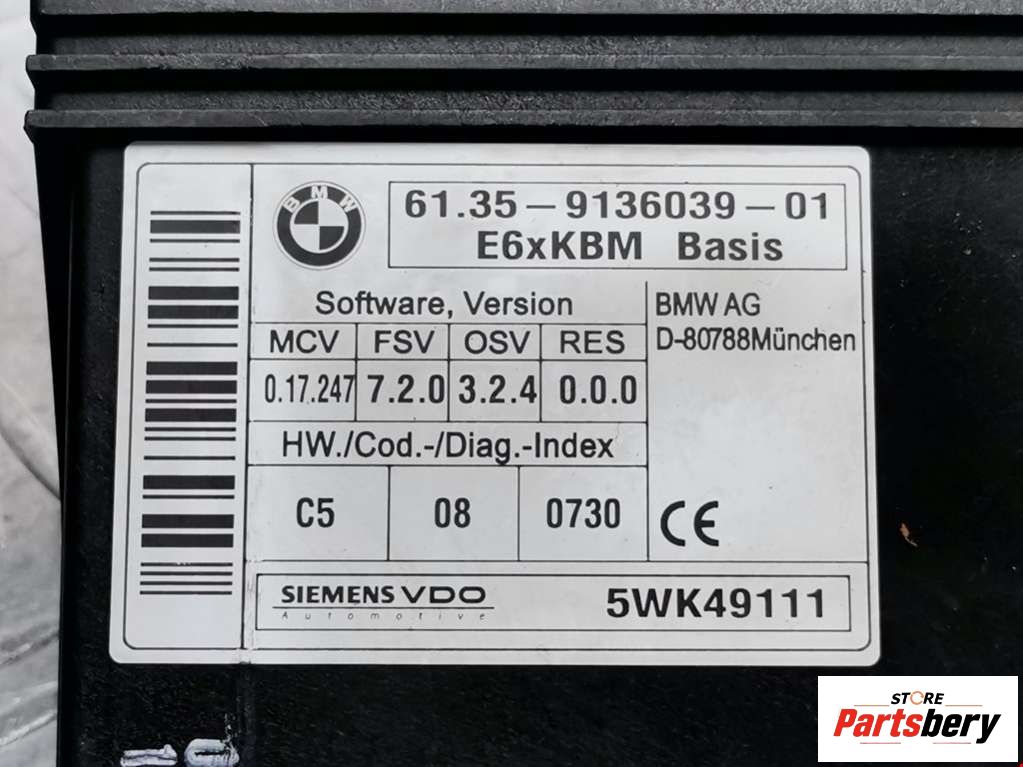 BMW
61.35-9136039-01
E6xKBM Basis
Software, Version
MCV FSV OSV RES
0.17.247 7.2.0 3.2.4 0.0.0
BMW AG
D-80788München
HW./Cod.-/Diag.-Index
C5 08 0730
CE
SIEMENS VDO
Automotive
5WK49111
STORE
Partsbery